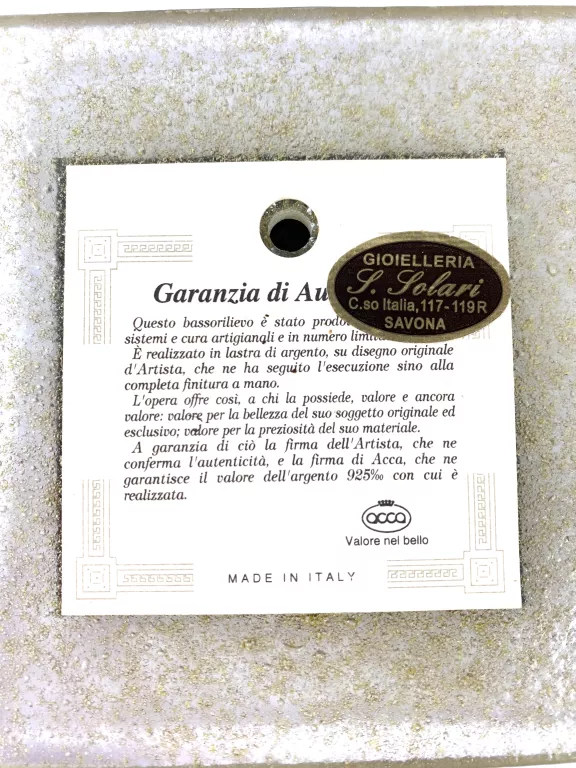 GIOIELLERIA
S. Solari
C.so Italia, 117-119R
SAVONA
Garanzia di Au
Questo bassorilievo è stato prodo
sistemi e cura artigianali e in numero limit
È realizzato in lastra di argento, su disegno originale
d'Artista, che ne ha seguito l'esecuzione sino alla
completa finitura a mano.
L'opera offre così, a chi la possiede, valore e ancora
valore: valore per la bellezza del suo soggetto originale ed
esclusivo; valore per la preziosità del suo materiale.
A garanzia di ciò la firma dell'Artista, che ne
conferma l'autenticità, e la firma di Acca, che ne
garantisce il valore dell'argento 925‰ con cui è
realizzata.
acca
Valore nel bello
MADE IN ITALY